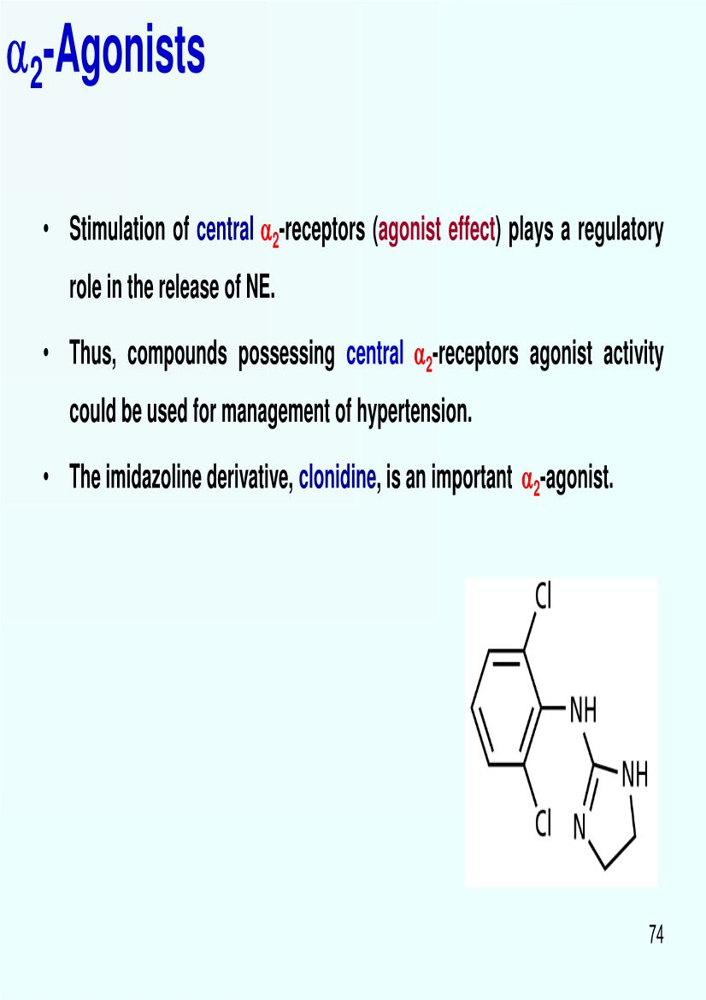 α2-Agonists
• Stimulation of central α2-receptors (agonist effect) plays a regulatory
role in the release of NE.
• Thus, compounds possessing central α2-receptors agonist activity
could be used for management of hypertension.
• The imidazoline derivative, clonidine, is an important α2-agonist.
Cl
NH
NH
Cl N
74